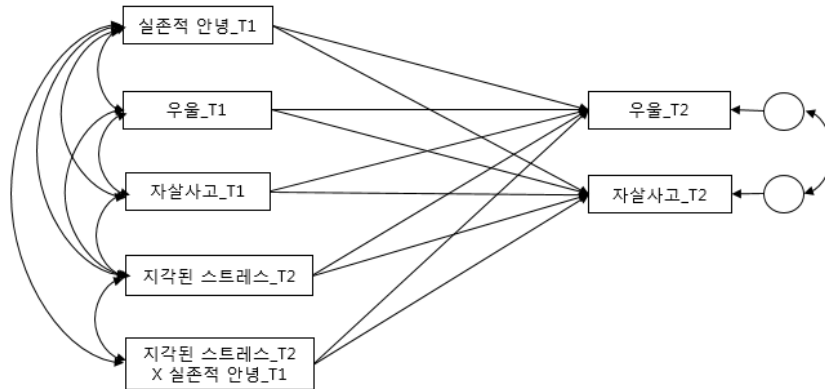 실존적 안녕_T1
우울_T1
우울_T2
자살사고_T1
자살사고_T2
지각된 스트레스_T2
지각된 스트레스_T2
X 실존적 안녕_T1